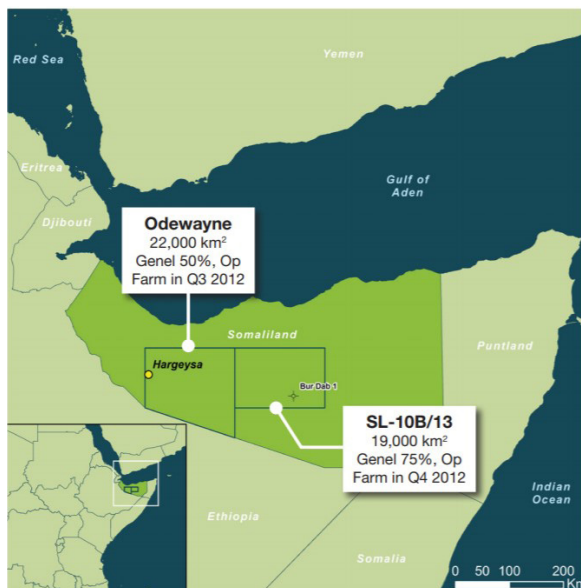 Red Sea
Yemen
Eritrea
Gulf of
Aden
Djibouti
Odewayne
22,000 km²
Genel 50%, Op
Farm in Q3 2012
Somaliland
Puntland
Hargeysa
Bur Dab 1
SL-10B/13
19,000 km²
Genel 75%, Op
Farm in Q4 2012
Indian
Ocean
Ethiopia
Somalia
0 50 100 200
Km